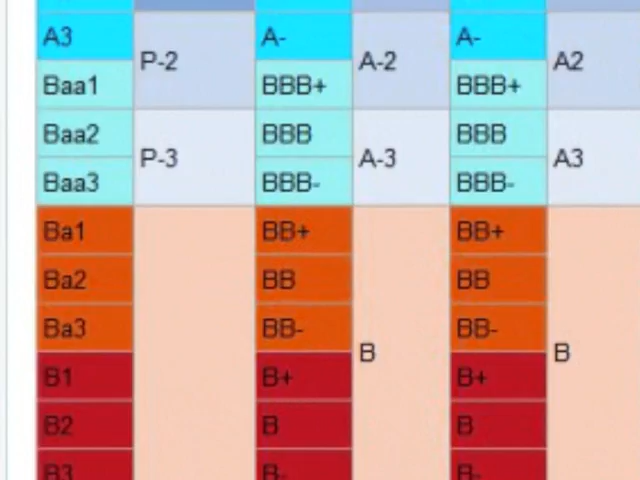 A3 A- A-
P-2 A-2 A2
Baa1 BBB+ BBB+
Baa2 BBB BBB
P-3 A-3 A3
Baa3 BBB- BBB-
Ba1 BB+ BB+
Ba2 BB BB
Ba3 BB- BB-
B B
B1 B+ B+
B2 B B
B3 B- B-